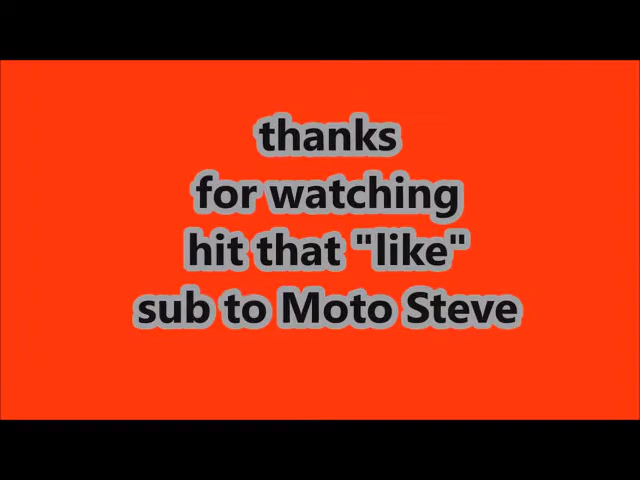 thanks
for watching
hit that "like"
sub to Moto Steve